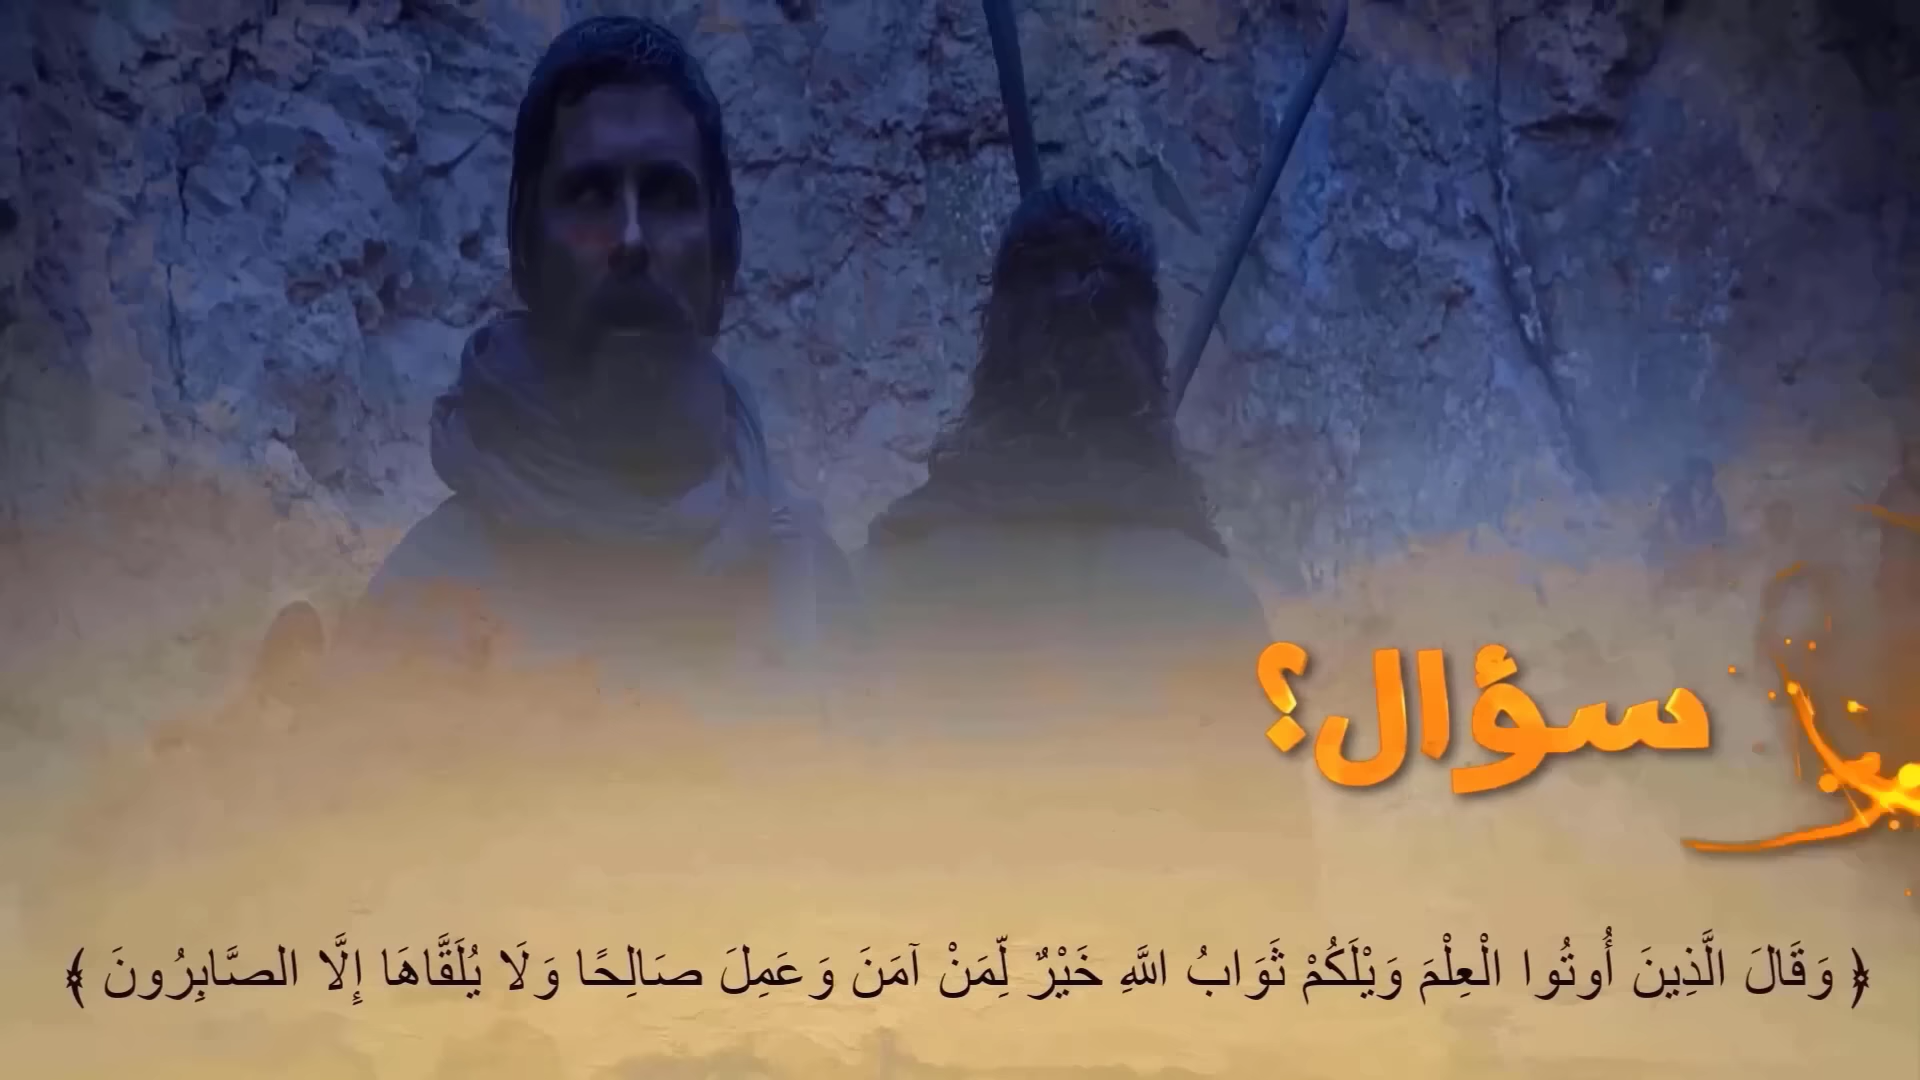 سؤال؟
﴿ وَقَالَ الَّذِينَ أُوتُوا الْعِلْمَ وَيْلَكُمْ ثَوَابُ اللَّهِ خَيْرٌ لِّمَنْ آمَنَ وَعَمِلَ صَالِحًا وَلَا يُلَقَّاهَا إِلَّا الصَّابِرُونَ ﴾